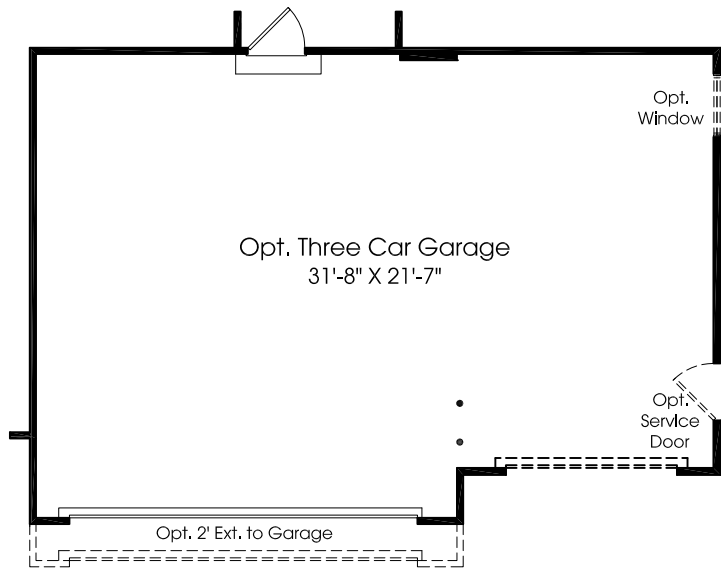 Opt.
Window
Opt. Three Car Garage
31'-8" X 21'-7"
Opt.
Service
Door
Opt. 2' Ext. to Garage